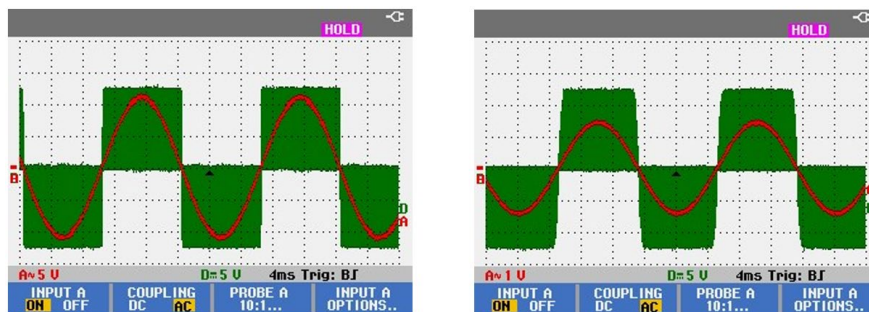 HOLD
B
D
A
A∿5 V D⎓5 V 4ms Trig: B∫
INPUT A COUPLING PROBE A INPUT A
ON OFF DC AC 10:1... OPTIONS..
HOLD
B
A∿1 V D⎓5 V 4ms Trig: B∫
INPUT A COUPLING PROBE A INPUT A
ON OFF DC AC 10:1... OPTIONS..